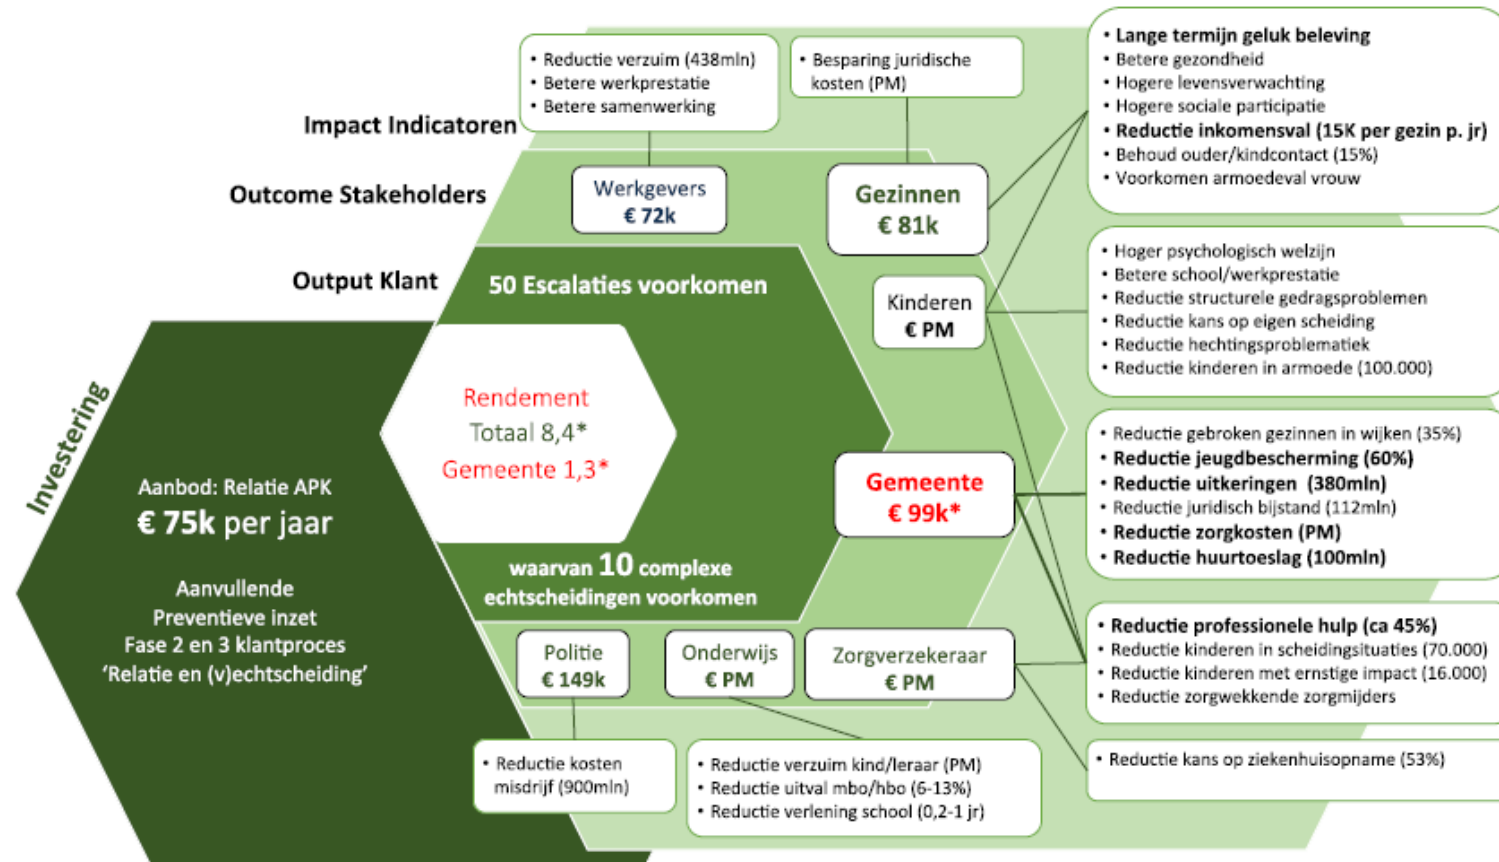 • Reductie verzuim (438mln)
• Betere werkprestatie
• Betere samenwerking
• Besparing juridische
kosten (PM)
• Lange termijn geluk beleving
• Betere gezondheid
• Hogere levensverwachting
• Hogere sociale participatie
• Reductie inkomensval (15K per gezin p. jr)
• Behoud ouder/kindcontact (15%)
• Voorkomen armoedeval vrouw
Impact Indicatoren
Outcome Stakeholders
Werkgevers
€ 72k
Gezinnen
€ 81k
Output Klant
50 Escalaties voorkomen
Kinderen
€ PM
• Hoger psychologisch welzijn
• Betere school/werkprestatie
• Reductie structurele gedragsproblemen
• Reductie kans op eigen scheiding
• Reductie hechtingsproblematiek
• Reductie kinderen in armoede (100.000)
Investering
Rendement
Totaal 8,4*
Gemeente 1,3*
Aanbod: Relatie APK
€ 75k per jaar
Aanvullende
Preventieve inzet
Fase 2 en 3 klantproces
‘Relatie en (v)echtscheiding’
Gemeente
€ 99k*
• Reductie gebroken gezinnen in wijken (35%)
• Reductie jeugdbescherming (60%)
• Reductie uitkeringen (380mln)
• Reductie juridisch bijstand (112mln)
• Reductie zorgkosten (PM)
• Reductie huurtoeslag (100mln)
waarvan 10 complexe
echtscheidingen voorkomen
Politie
€ 149k
Onderwijs
€ PM
Zorgverzekeraar
€ PM
• Reductie professionele hulp (ca 45%)
• Reductie kinderen in scheidingsituaties (70.000)
• Reductie kinderen met ernstige impact (16.000)
• Reductie zorgwekkende zorgmijders
• Reductie kosten
misdrijf (900mln)
• Reductie verzuim kind/leraar (PM)
• Reductie uitval mbo/hbo (6-13%)
• Reductie verlening school (0,2-1 jr)
• Reductie kans op ziekenhuisopname (53%)